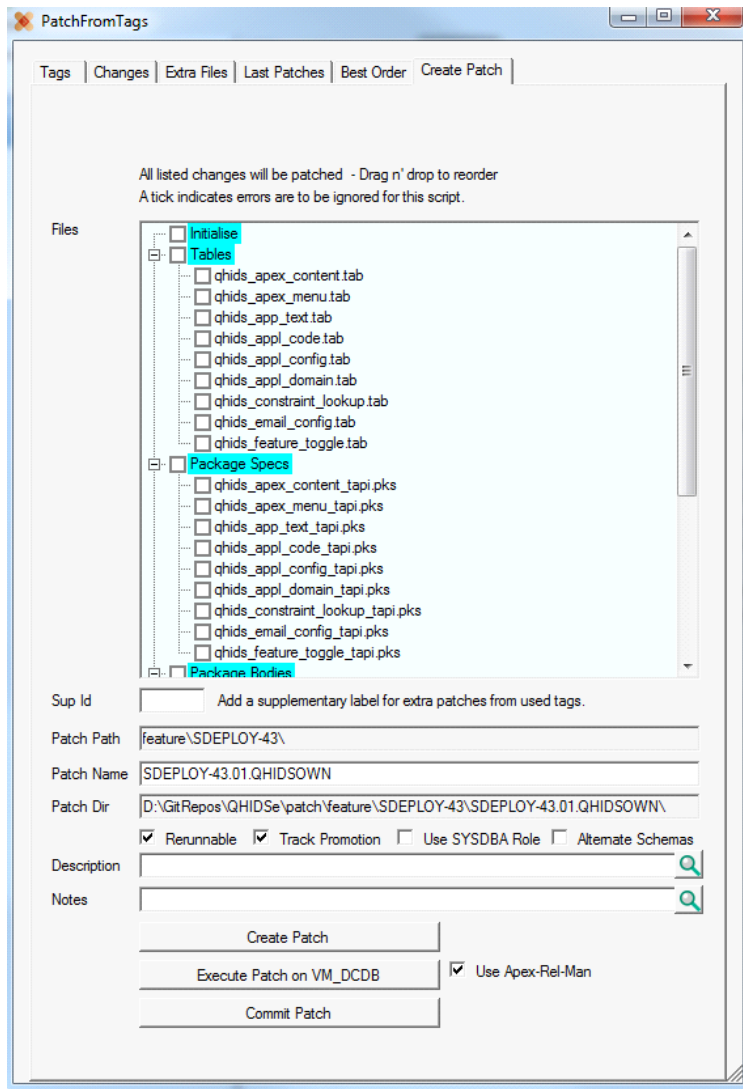 PatchFromTags
Tags Changes Extra Files Last Patches Best Order Create Patch
All listed changes will be patched - Drag n' drop to reorder
A tick indicates errors are to be ignored for this script.
Files
Initialise
Tables
qhids_apex_content.tab
qhids_apex_menu.tab
qhids_app_text.tab
qhids_appl_code.tab
qhids_appl_config.tab
qhids_appl_domain.tab
qhids_constraint_lookup.tab
qhids_email_config.tab
qhids_feature_toggle.tab
Package Specs
qhids_apex_content_tapi.pks
qhids_apex_menu_tapi.pks
qhids_app_text_tapi.pks
qhids_appl_code_tapi.pks
qhids_appl_config_tapi.pks
qhids_appl_domain_tapi.pks
qhids_constraint_lookup_tapi.pks
qhids_email_config_tapi.pks
qhids_feature_toggle_tapi.pks
Package Bodies
Sup Id Add a supplementary label for extra patches from used tags.
Patch Path feature\SDEPLOY-43\
Patch Name SDEPLOY-43.01.QHIDSOWN
Patch Dir D:\GitRepos\QHIDSe\patch\feature\SDEPLOY-43\SDEPLOY-43.01.QHIDSOWN\
Rerunnable Track Promotion Use SYSDBA Role Alternate Schemas
Description
Notes
Create Patch
Execute Patch on VM_DCDB Use Apex-Rel-Man
Commit Patch